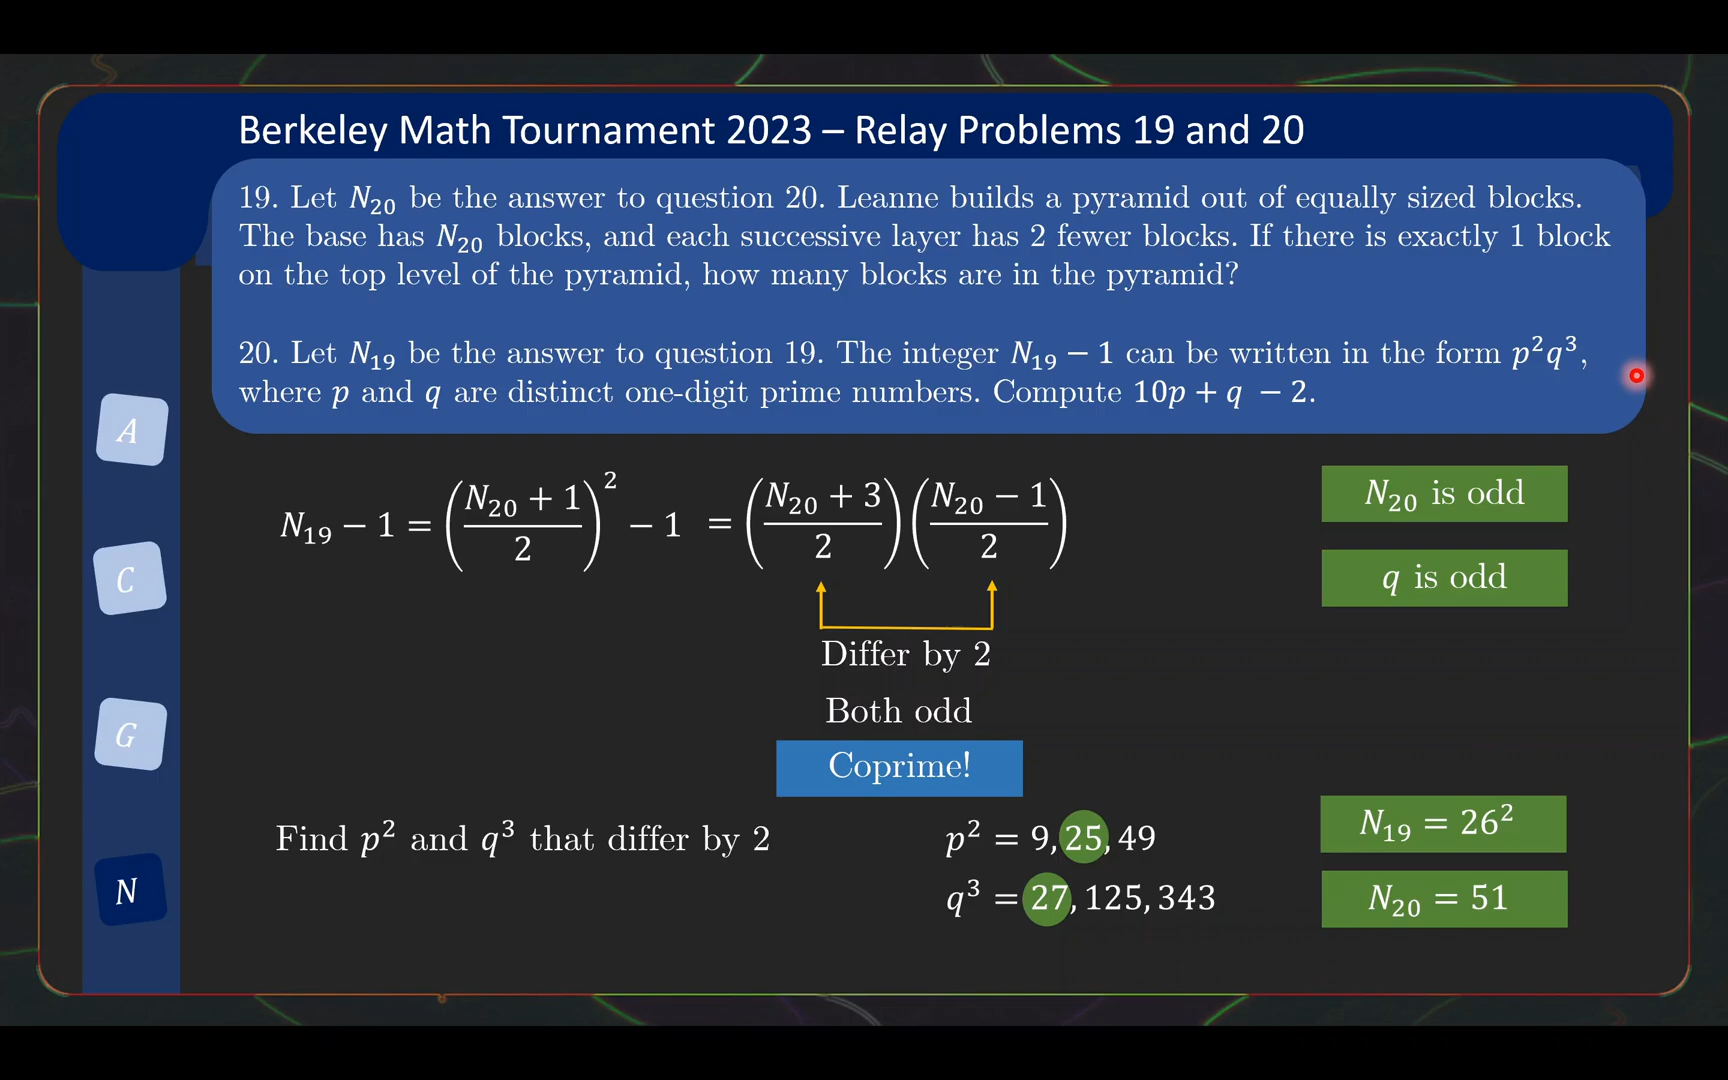 Berkeley Math Tournament 2023 – Relay Problems 19 and 20
19. Let N₂₀ be the answer to question 20. Leanne builds a pyramid out of equally sized blocks.
The base has N₂₀ blocks, and each successive layer has 2 fewer blocks. If there is exactly 1 block
on the top level of the pyramid, how many blocks are in the pyramid?
20. Let N₁₉ be the answer to question 19. The integer N₁₉ − 1 can be written in the form p²q³,
where p and q are distinct one-digit prime numbers. Compute 10p + q − 2.
A
C
G
N
N₁₉ − 1 = ((N₂₀ + 1)/2)² − 1 = ((N₂₀ + 3)/2)((N₂₀ − 1)/2)
N₂₀ is odd
q is odd
Differ by 2
Both odd
Coprime!
Find p² and q³ that differ by 2
p² = 9, 25, 49
q³ = 27, 125, 343
N₁₉ = 26²
N₂₀ = 51